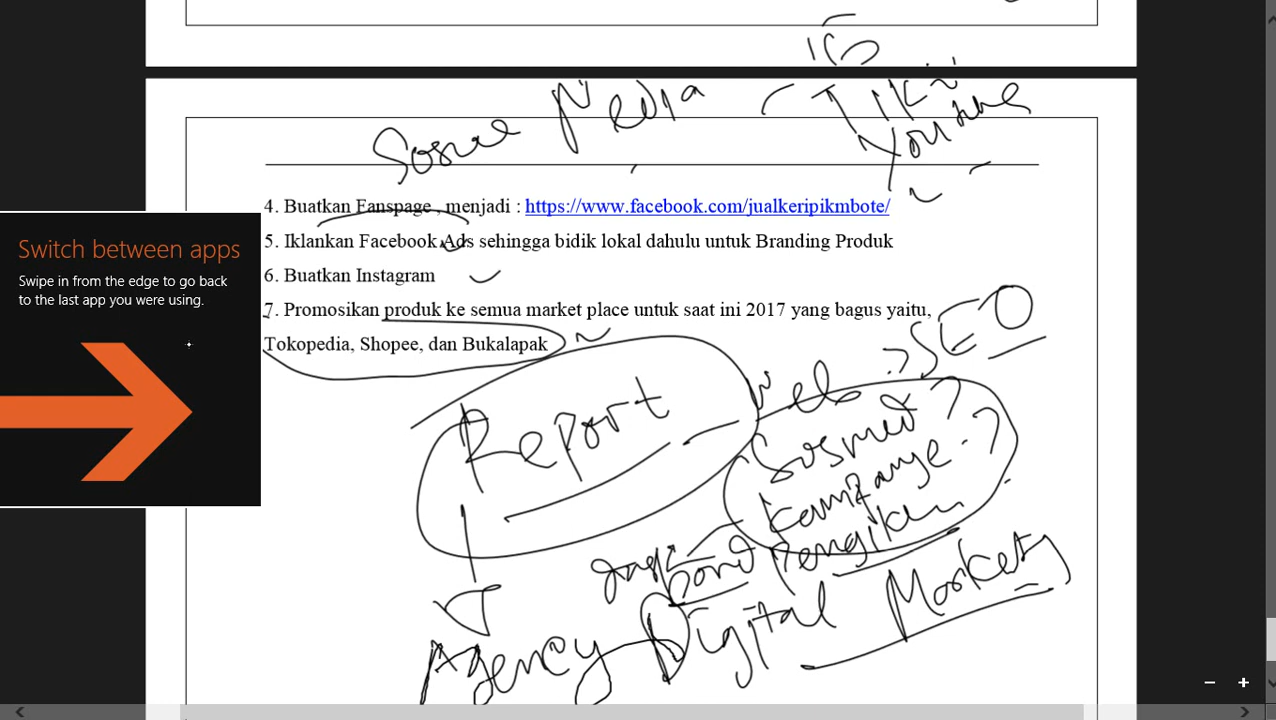 IG
Sosial Media
Tik
Youtube
4. Buatkan Fanspage , menjadi : https://www.facebook.com/jualkeripikmbote/
Switch between apps
5. Iklankan Facebook Ads sehingga bidik lokal dahulu untuk Branding Produk
Swipe in from the edge to go back
to the last app you were using.
6. Buatkan Instagram
7. Promosikan produk ke semua market place untuk saat ini 2017 yang bagus yaitu,
Tokopedia, Shopee, dan Bukalapak
Web ? SEO
Report
Sosmed ?
Kampanye ?
Pengikut
Agency Digital Marketing